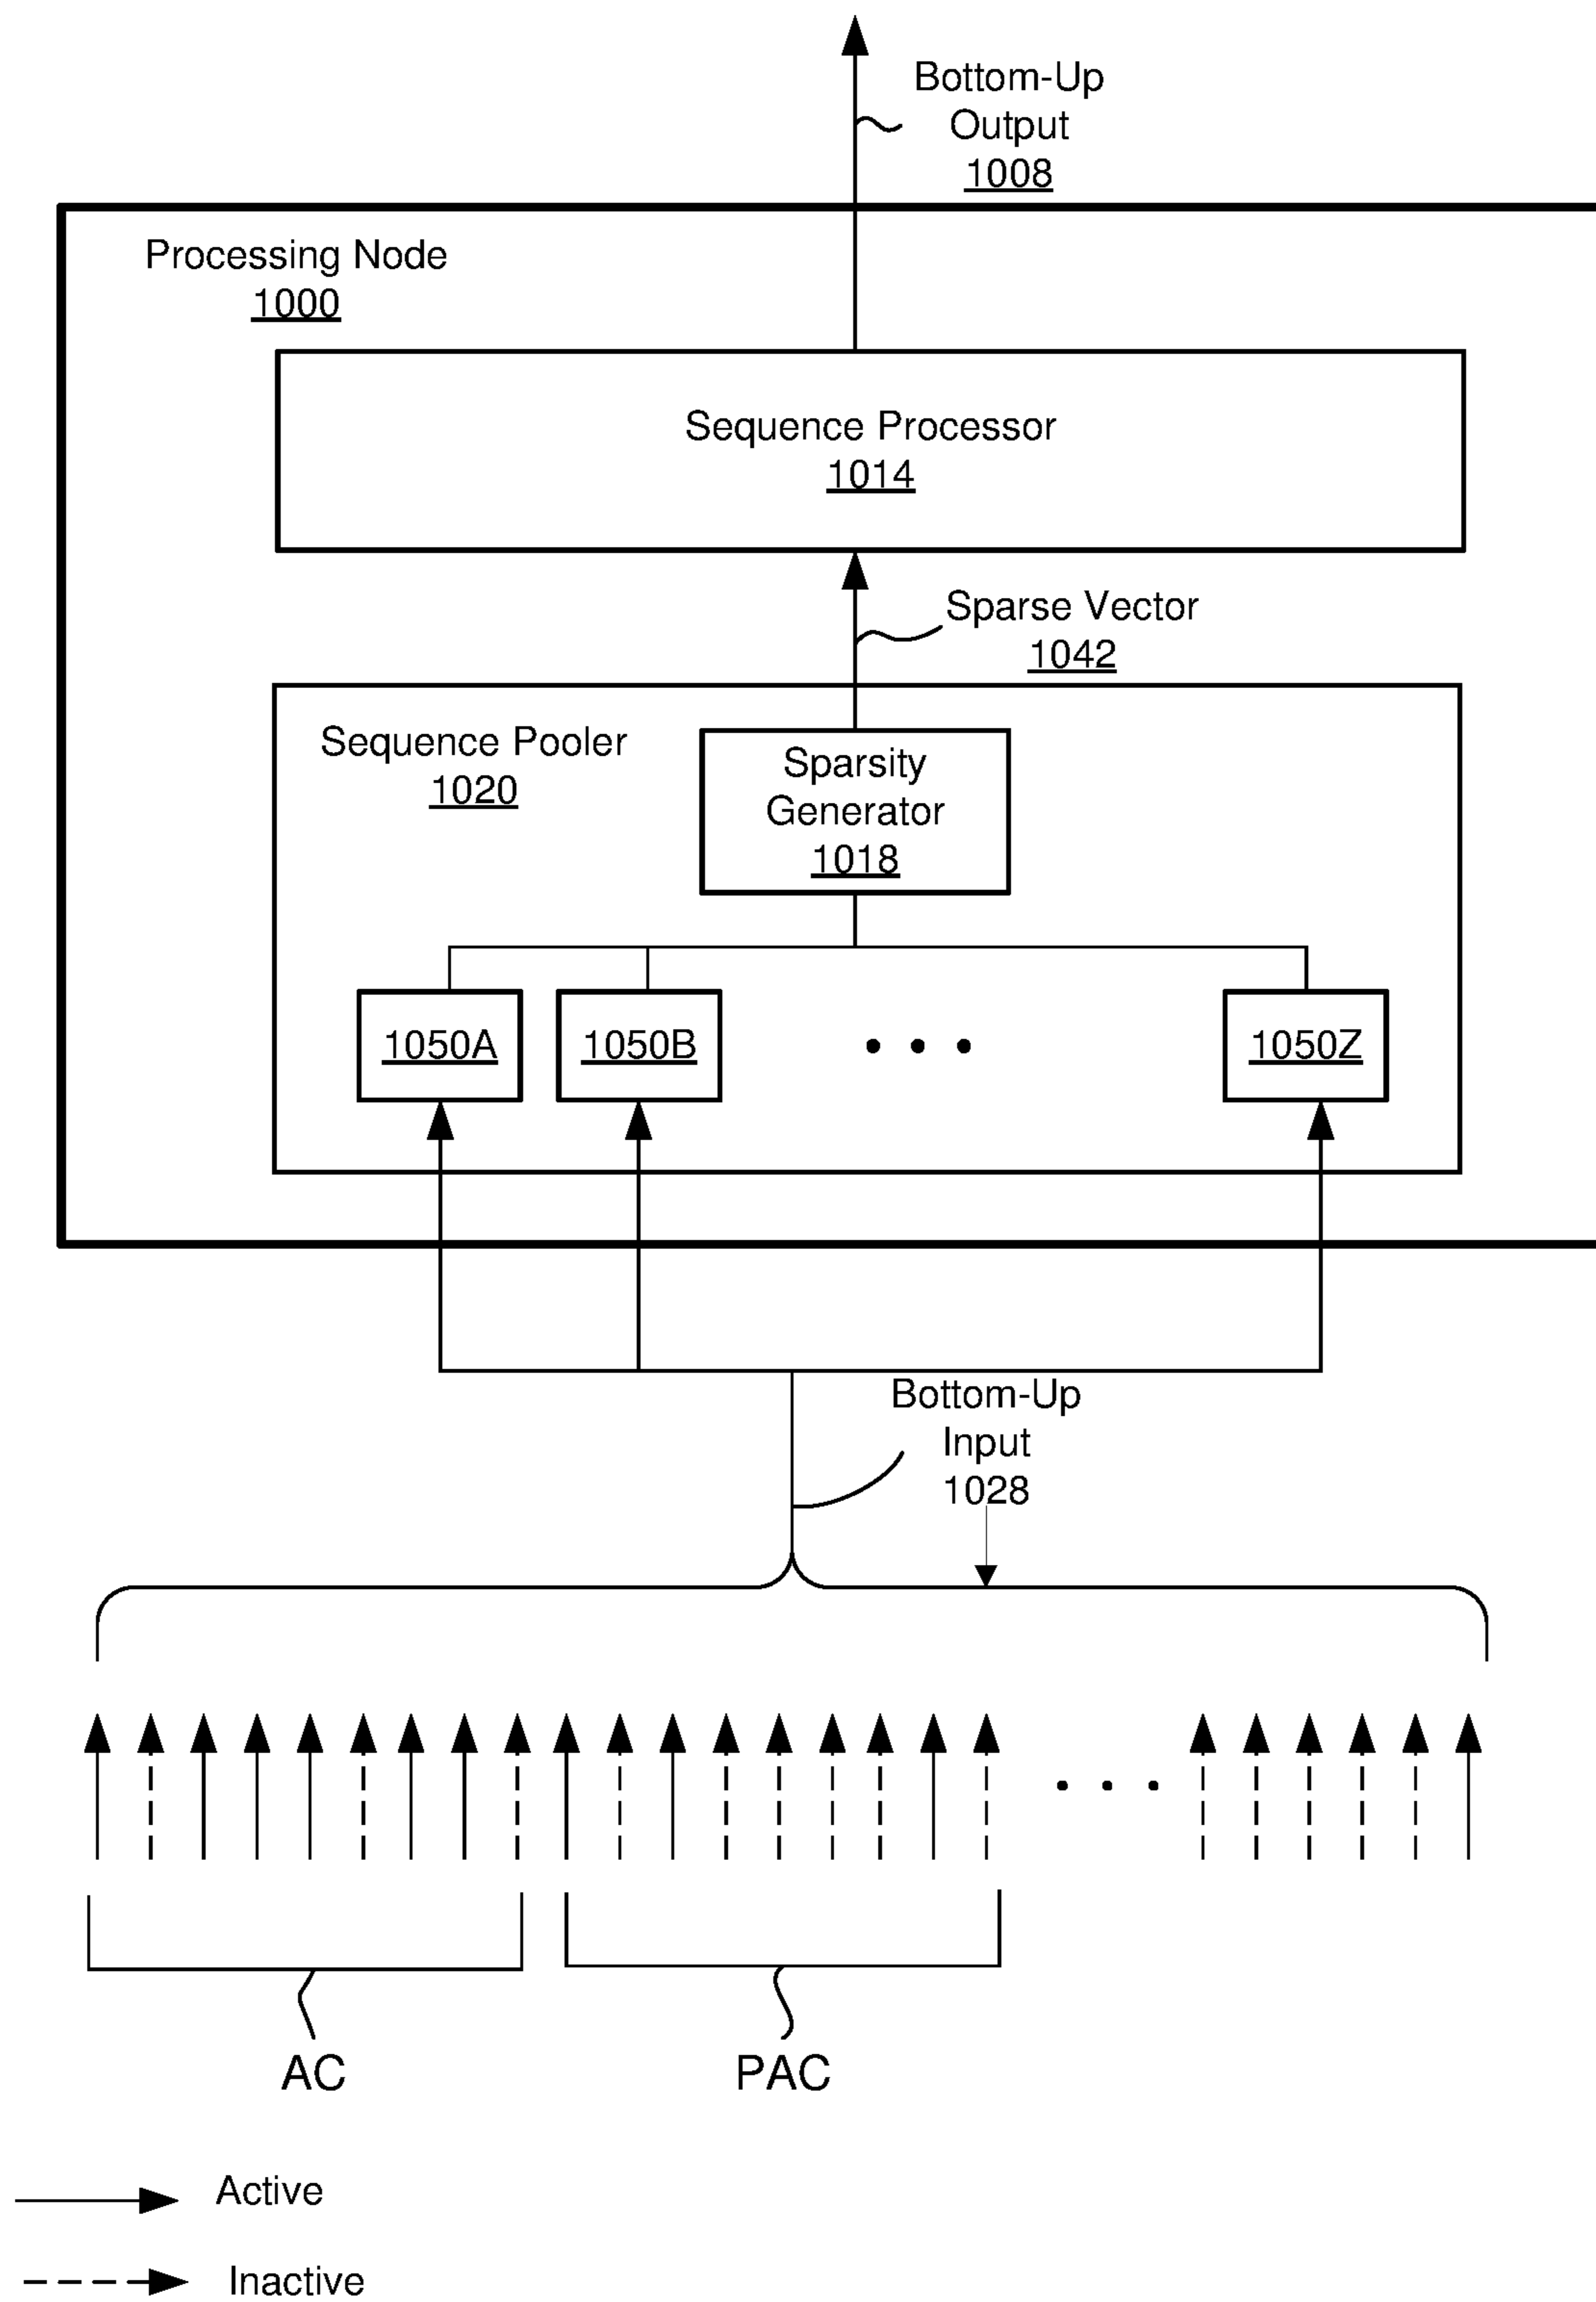 Bottom-Up
Output
1008
Processing Node
1000
Sequence Processor
1014
Sparse Vector
1042
Sequence Pooler
1020
Sparsity
Generator
1018
1050A
1050B
1050Z
Bottom-Up
Input
1028
AC
PAC
Active
Inactive